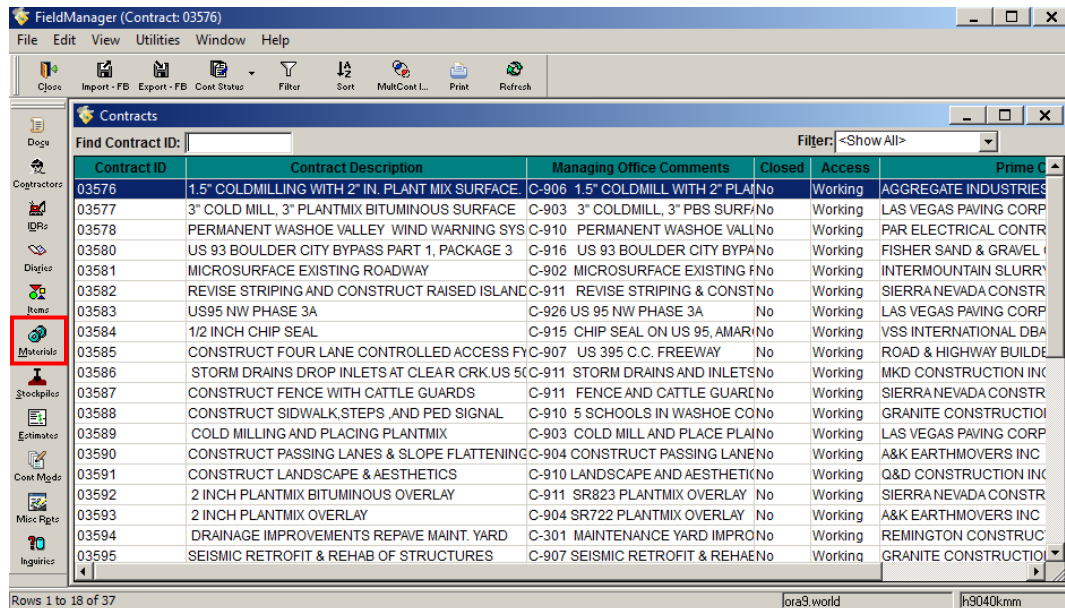 FieldManager (Contract: 03576)
File Edit View Utilities Window Help
Close Import - FB Export - FB Cont Status Filter Sort MultCont I... Print Refresh
Contracts
Find Contract ID: Filter: <Show All>
Contract ID Contract Description Managing Office Comments Closed Access Prime C
03576 1.5" COLDMILLING WITH 2" IN. PLANT MIX SURFACE. C-906 1.5" COLDMILL WITH 2" PLAN No Working AGGREGATE INDUSTRIES
03577 3" COLD MILL, 3" PLANTMIX BITUMINOUS SURFACE C-903 3" COLDMILL, 3" PBS SURFA No Working LAS VEGAS PAVING CORP
03578 PERMANENT WASHOE VALLEY WIND WARNING SYS C-910 PERMANENT WASHOE VALL No Working PAR ELECTRICAL CONTR
03580 US 93 BOULDER CITY BYPASS PART 1, PACKAGE 3 C-916 US 93 BOULDER CITY BYPA No Working FISHER SAND & GRAVEL
03581 MICROSURFACE EXISTING ROADWAY C-902 MICROSURFACE EXISTING R No Working INTERMOUNTAIN SLURRY
03582 REVISE STRIPING AND CONSTRUCT RAISED ISLAND C-911 REVISE STRIPING & CONST No Working SIERRA NEVADA CONSTR
03583 US95 NW PHASE 3A C-926 US 95 NW PHASE 3A No Working LAS VEGAS PAVING CORP
03584 1/2 INCH CHIP SEAL C-915 CHIP SEAL ON US 95, AMAR No Working VSS INTERNATIONAL DBA
03585 CONSTRUCT FOUR LANE CONTROLLED ACCESS FY C-907 US 395 C.C. FREEWAY No Working ROAD & HIGHWAY BUILDE
03586 STORM DRAINS DROP INLETS AT CLEAR CRK.US 50 C-911 STORM DRAINS AND INLETS No Working MKD CONSTRUCTION INC
03587 CONSTRUCT FENCE WITH CATTLE GUARDS C-911 FENCE AND CATTLE GUARD No Working SIERRA NEVADA CONSTR
03588 CONSTRUCT SIDWALK,STEPS ,AND PED SIGNAL C-910 5 SCHOOLS IN WASHOE CO No Working GRANITE CONSTRUCTIO
03589 COLD MILLING AND PLACING PLANTMIX C-903 COLD MILL AND PLACE PLAI No Working LAS VEGAS PAVING CORP
03590 CONSTRUCT PASSING LANES & SLOPE FLATTENING C-904 CONSTRUCT PASSING LANE No Working A&K EARTHMOVERS INC
03591 CONSTRUCT LANDSCAPE & AESTHETICS C-910 LANDSCAPE AND AESTHETI No Working Q&D CONSTRUCTION INC
03592 2 INCH PLANTMIX BITUMINOUS OVERLAY C-911 SR823 PLANTMIX OVERLAY No Working SIERRA NEVADA CONSTR
03593 2 INCH PLANTMIX OVERLAY C-904 SR722 PLANTMIX OVERLAY No Working A&K EARTHMOVERS INC
03594 DRAINAGE IMPROVEMENTS REPAVE MAINT. YARD C-301 MAINTENANCE YARD IMPRO No Working REMINGTON CONSTRUC
03595 SEISMIC RETROFIT & REHAB OF STRUCTURES C-907 SEISMIC RETROFIT & REHAB No Working GRANITE CONSTRUCTIO
Docu
Contractors
IDRs
Diaries
Items
Materials
Stockpiles
Estimates
Cont Mods
Misc Rpts
Inquiries
Rows 1 to 18 of 37 ora9.world h9040kmm